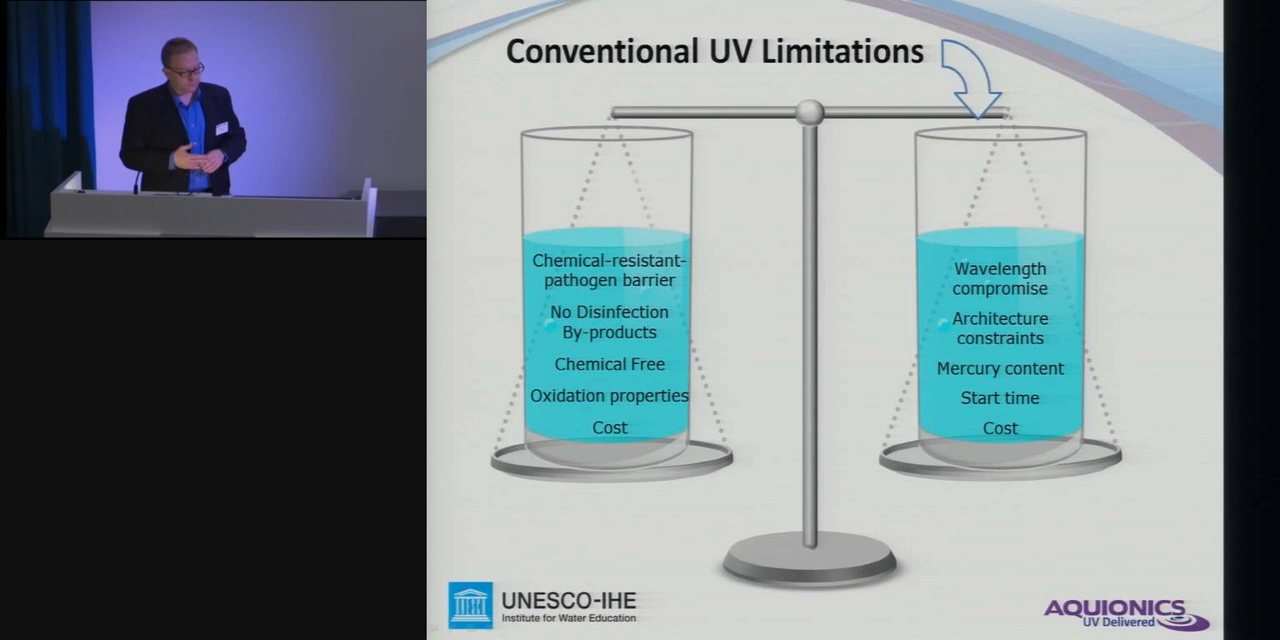 Conventional UV Limitations
Chemical-resistant-
pathogen barrier
No Disinfection
By-products
Chemical Free
Oxidation properties
Cost
Wavelength
compromise
Architecture
constraints
Mercury content
Start time
Cost
UNESCO-IHE
Institute for Water Education
AQUIONICS
UV Delivered